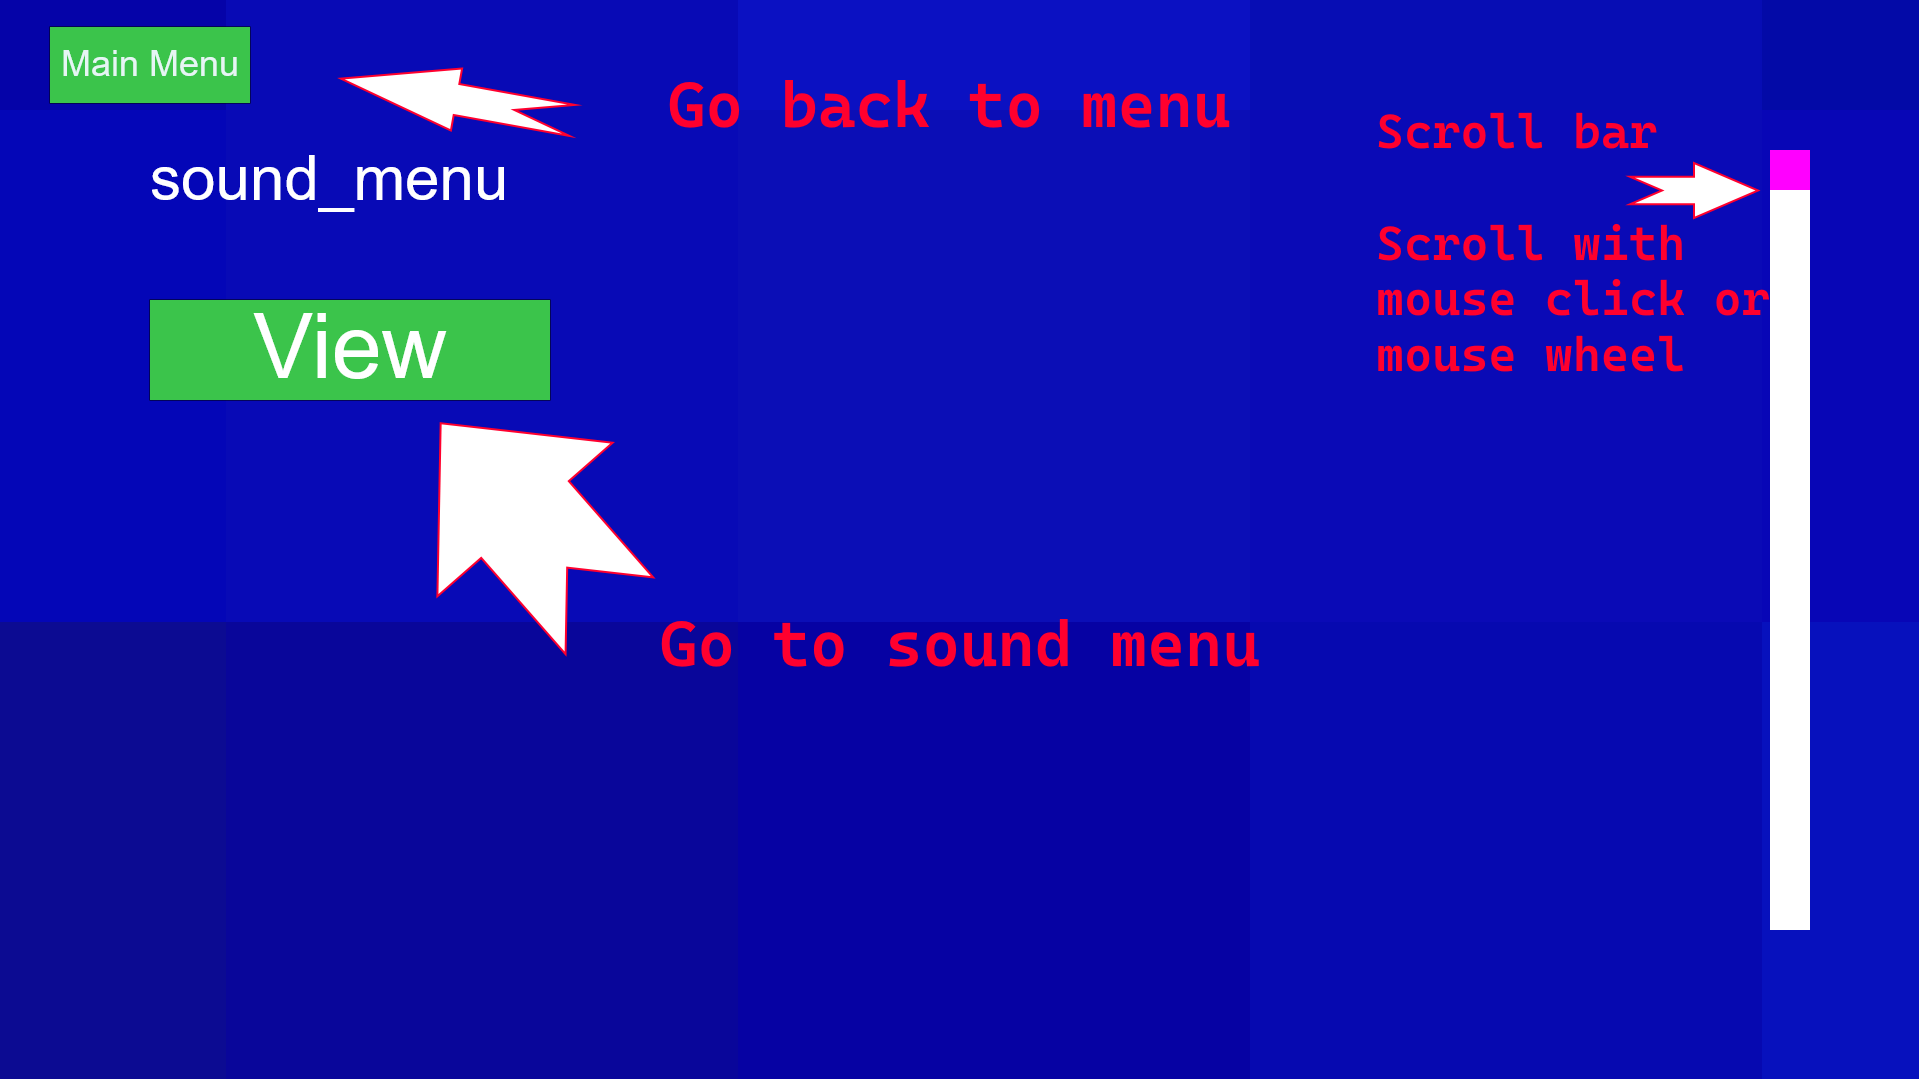 Main Menu
Go back to menu
Scroll bar
sound_menu
Scroll with
mouse click or
mouse wheel
View
Go to sound menu